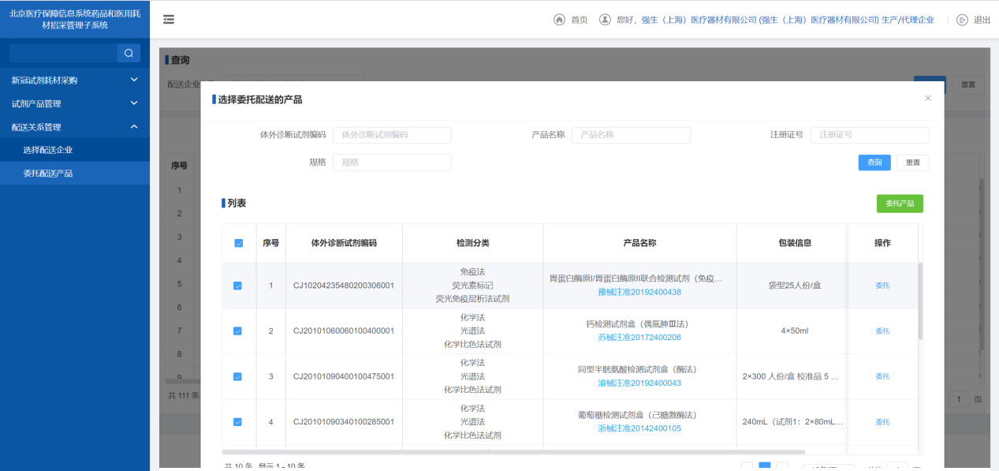 北京医疗保障信息系统药品和医用耗
材招采管理子系统
首页
您好，强生（上海）医疗器材有限公司 (强生（上海）医疗器材有限公司) 生产/代理企业
退出
新冠试剂耗材采购
试剂产品管理
配送关系管理
选择配送企业
委托配送产品
查询
配送企业
重置
序号
1
2
3
4
5
6
7
8
9
共 111 条
1 页
选择委托配送的产品
体外诊断试剂编码 体外诊断试剂编码
产品名称 产品名称
注册证号 注册证号
规格 规格
查询 重置
列表
委托产品
序号 体外诊断试剂编码 检测分类 产品名称 包装信息 操作
1 CJ10204235480200306001
免疫法
荧光素标记
荧光免疫层析法试剂
胃蛋白酶原I/胃蛋白酶原II联合检测试剂（免疫...
豫械注准20192400438
袋型25人份/盒
委托
2 CJ20101060060100400001
化学法
光谱法
化学比色法试剂
钙检测试剂盒（偶氮胂Ⅲ法）
苏械注准20172400206
4×50ml
委托
3 CJ20101090400100475001
化学法
光谱法
化学比色法试剂
同型半胱氨酸检测试剂盒（酶法）
渝械注准20192400043
2×300 人份/盒 校准品 5 ...
委托
4 CJ20101090340100285001
化学法
光谱法
化学比色法试剂
葡萄糖检测试剂盒（己糖激酶法）
浙械注准20142400105
240mL（试剂1：2×80mL...
委托
共 10 条 显示 1 - 10 条